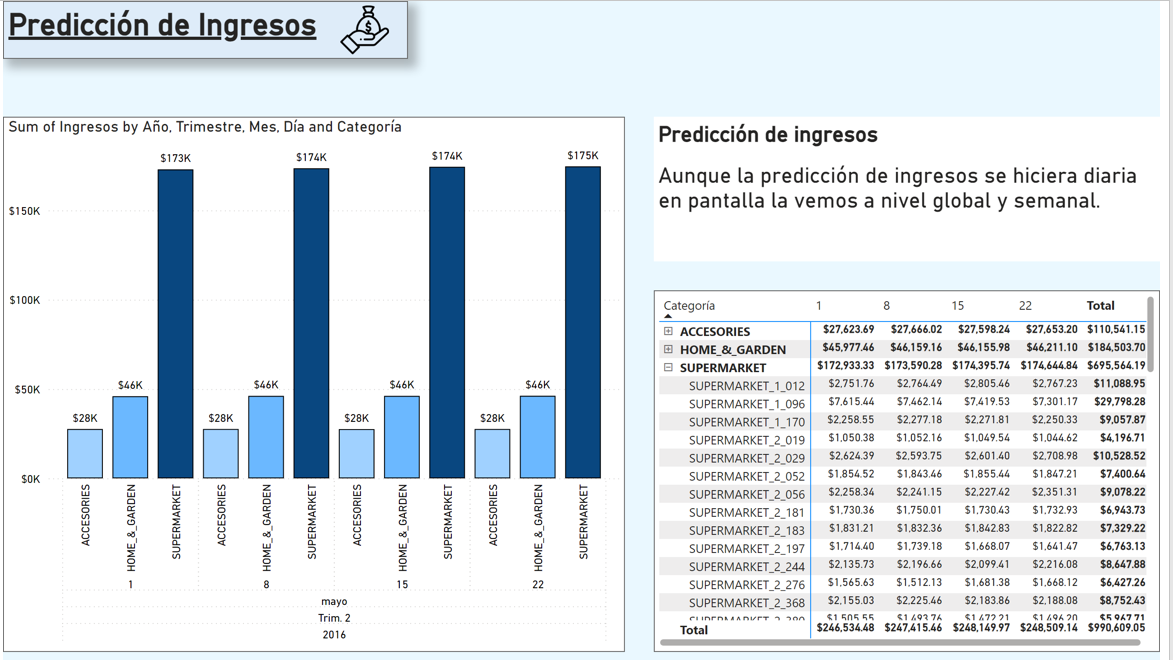 Predicción de Ingresos
$
Sum of Ingresos by Año, Trimestre, Mes, Día and Categoría
$173K $174K $174K $175K
$150K
$100K
$50K
$46K $46K $46K $46K
$28K $28K $28K $28K
$0K
ACCESORIES HOME_&_GARDEN SUPERMARKET ACCESORIES HOME_&_GARDEN SUPERMARKET ACCESORIES HOME_&_GARDEN SUPERMARKET ACCESORIES HOME_&_GARDEN SUPERMARKET
1 8 15 22
mayo
Trim. 2
2016
Predicción de ingresos
Aunque la predicción de ingresos se hiciera diaria
en pantalla la vemos a nivel global y semanal.
Categoría 1 8 15 22 Total
ACCESORIES $27,623.69 $27,666.02 $27,598.24 $27,653.20 $110,541.15
HOME_&_GARDEN $45,977.46 $46,159.16 $46,155.98 $46,211.10 $184,503.70
SUPERMARKET $172,933.33 $173,590.28 $174,395.74 $174,644.84 $695,564.19
SUPERMARKET_1_012 $2,751.76 $2,764.49 $2,805.46 $2,767.23 $11,088.95
SUPERMARKET_1_096 $7,615.44 $7,462.14 $7,419.53 $7,301.17 $29,798.28
SUPERMARKET_1_170 $2,258.55 $2,277.18 $2,271.81 $2,250.33 $9,057.87
SUPERMARKET_2_019 $1,050.38 $1,052.16 $1,049.54 $1,044.62 $4,196.71
SUPERMARKET_2_029 $2,624.39 $2,593.75 $2,601.40 $2,708.98 $10,528.52
SUPERMARKET_2_052 $1,854.52 $1,843.46 $1,855.44 $1,847.21 $7,400.64
SUPERMARKET_2_056 $2,258.34 $2,241.15 $2,227.42 $2,351.31 $9,078.22
SUPERMARKET_2_181 $1,730.36 $1,750.01 $1,730.43 $1,732.93 $6,943.73
SUPERMARKET_2_183 $1,831.21 $1,832.36 $1,842.83 $1,822.82 $7,329.22
SUPERMARKET_2_197 $1,714.40 $1,739.18 $1,668.07 $1,641.47 $6,763.13
SUPERMARKET_2_244 $2,135.73 $2,196.66 $2,099.41 $2,216.08 $8,647.88
SUPERMARKET_2_276 $1,565.63 $1,512.13 $1,681.38 $1,668.12 $6,427.26
SUPERMARKET_2_368 $2,155.03 $2,225.46 $2,183.86 $2,188.08 $8,752.43
$1,505.55 $1,493.76 $1,472.21 $1,496.20 $5,967.71
Total $246,534.48 $247,415.46 $248,149.97 $248,509.14 $990,609.05